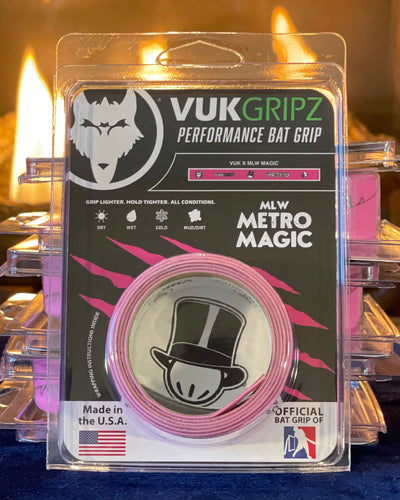 VUKGRIPZ
PERFORMANCE BAT GRIP
VUK X MLW MAGIC
GRIP LIGHTER. HOLD TIGHTER. ALL CONDITIONS.
DRY WET COLD MUD/DIRT
MLW
METRO
MAGIC
WRAPPING INSTRUCTIONS INSIDE
Made in
the U.S.A.
OFFICIAL
BAT GRIP OF